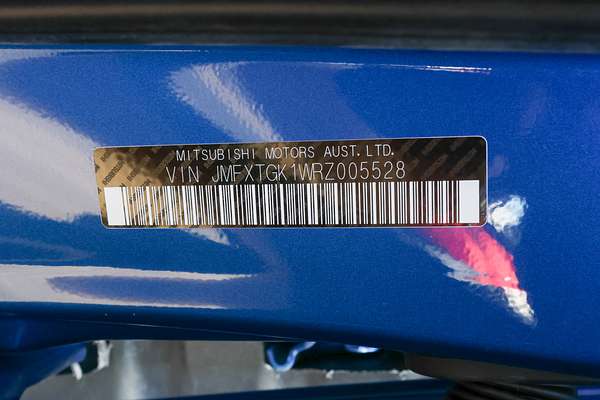 MITSUBISHI MOTORS AUST.LTD.
VIN JMFXTGK1WRZ005528